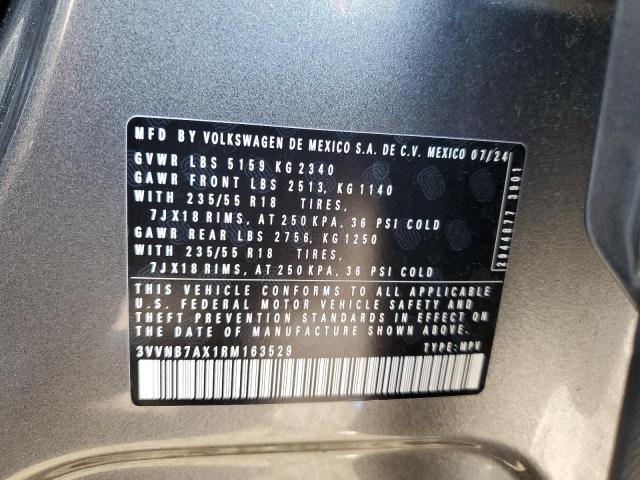 MFD BY VOLKSWAGEN DE MEXICO S.A. DE C.V. MEXICO 07/24
GVWR LBS 5159 KG 2340
GAWR FRONT LBS 2513, KG 1140
WITH 235/55 R18 TIRES,
7JX18 RIMS, AT 250 KPA, 36 PSI COLD
GAWR REAR LBS 2756, KG 1250
WITH 235/55 R18 TIRES,
7JX18 RIMS, AT 250 KPA, 36 PSI COLD
THIS VEHICLE CONFORMS TO ALL APPLICABLE
U.S. FEDERAL MOTOR VEHICLE SAFETY AND
THEFT PREVENTION STANDARDS IN EFFECT ON
THE DATE OF MANUFACTURE SHOWN ABOVE.
3VVNB7AX1RM163529 TYPE: MPV
2944877 3901